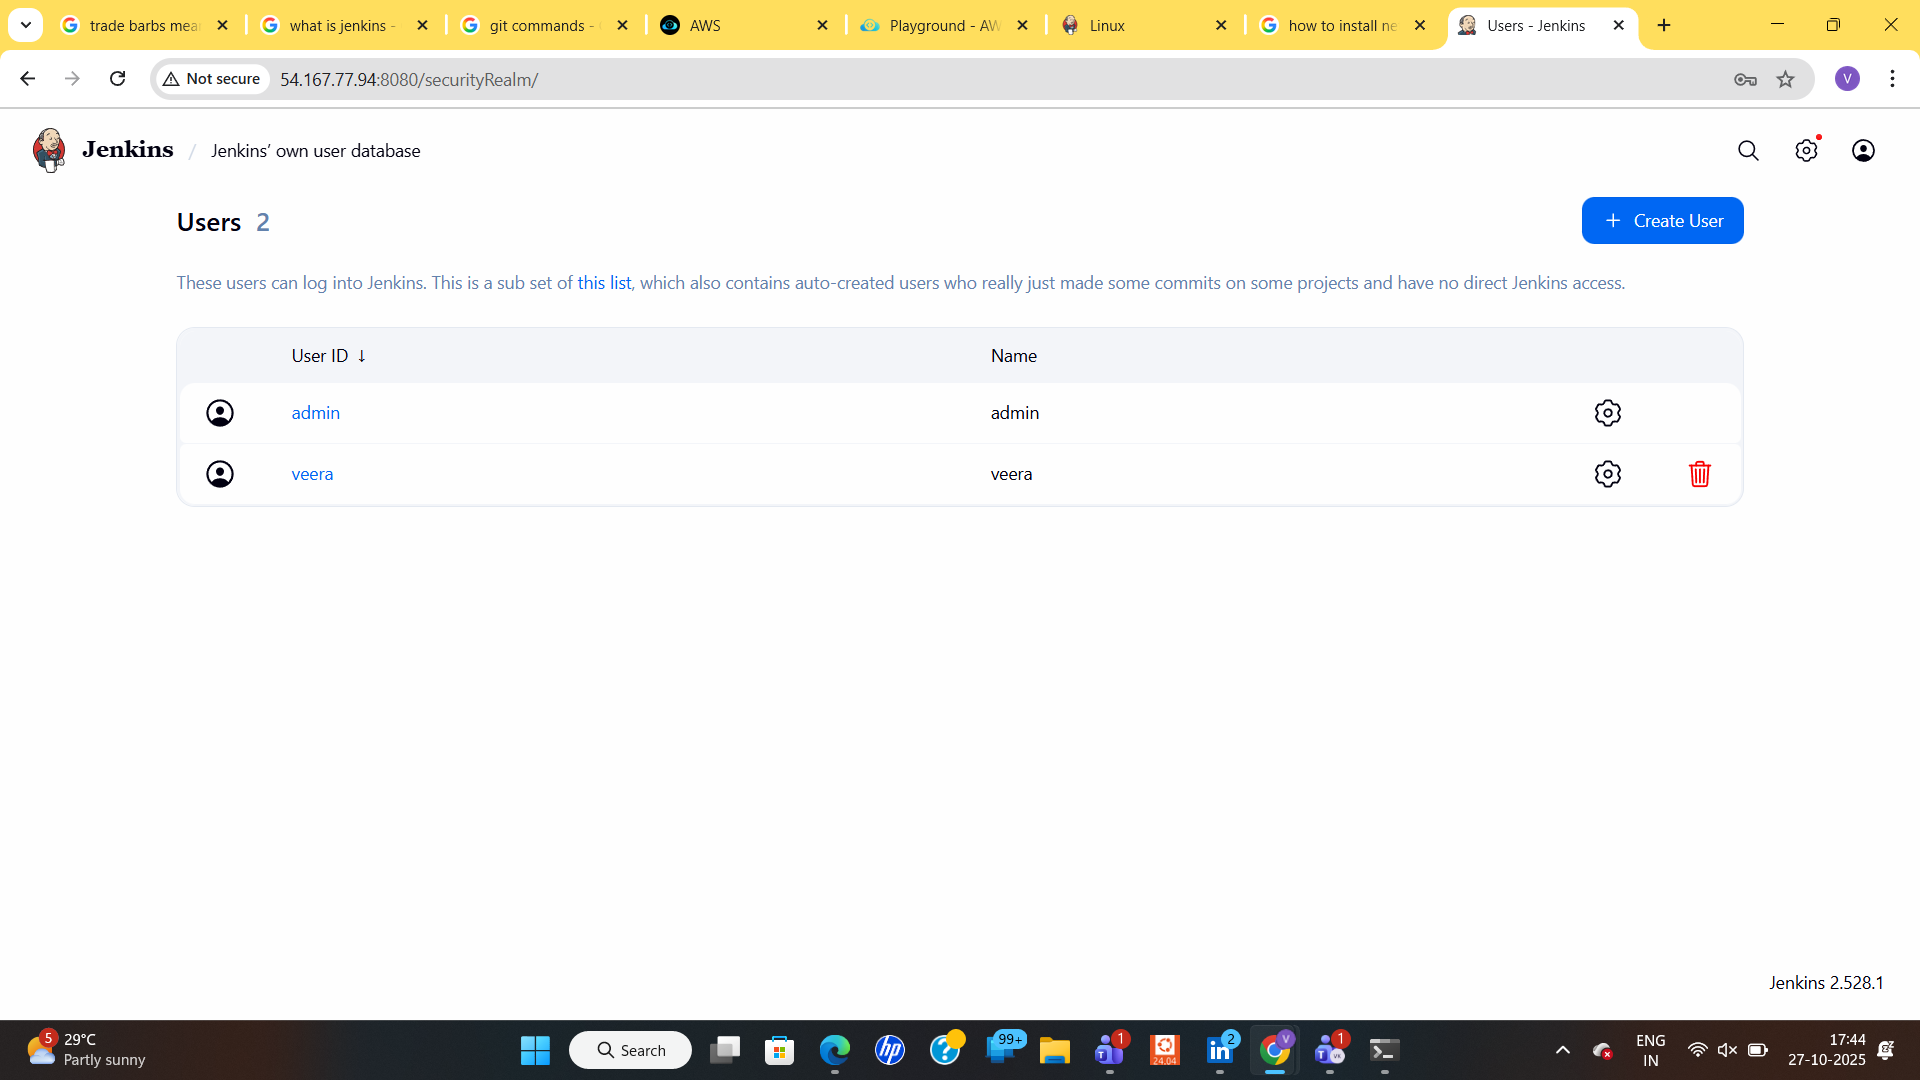 trade barbs mea
what is jenkins -
git commands -
AWS
Playground - AW
Linux
how to install ne
Users - Jenkins
Not secure
54.167.77.94:8080/securityRealm/
V
Jenkins / Jenkins’ own user database
Users 2
+ Create User
These users can log into Jenkins. This is a sub set of this list, which also contains auto-created users who really just made some commits on some projects and have no direct Jenkins access.
User ID ↓ Name
admin admin
veera veera
Jenkins 2.528.1
5
29°C
Partly sunny
Search
hp
99+
1
24.04
in
2
V
1
VK
ENG
IN
17:44
27-10-2025